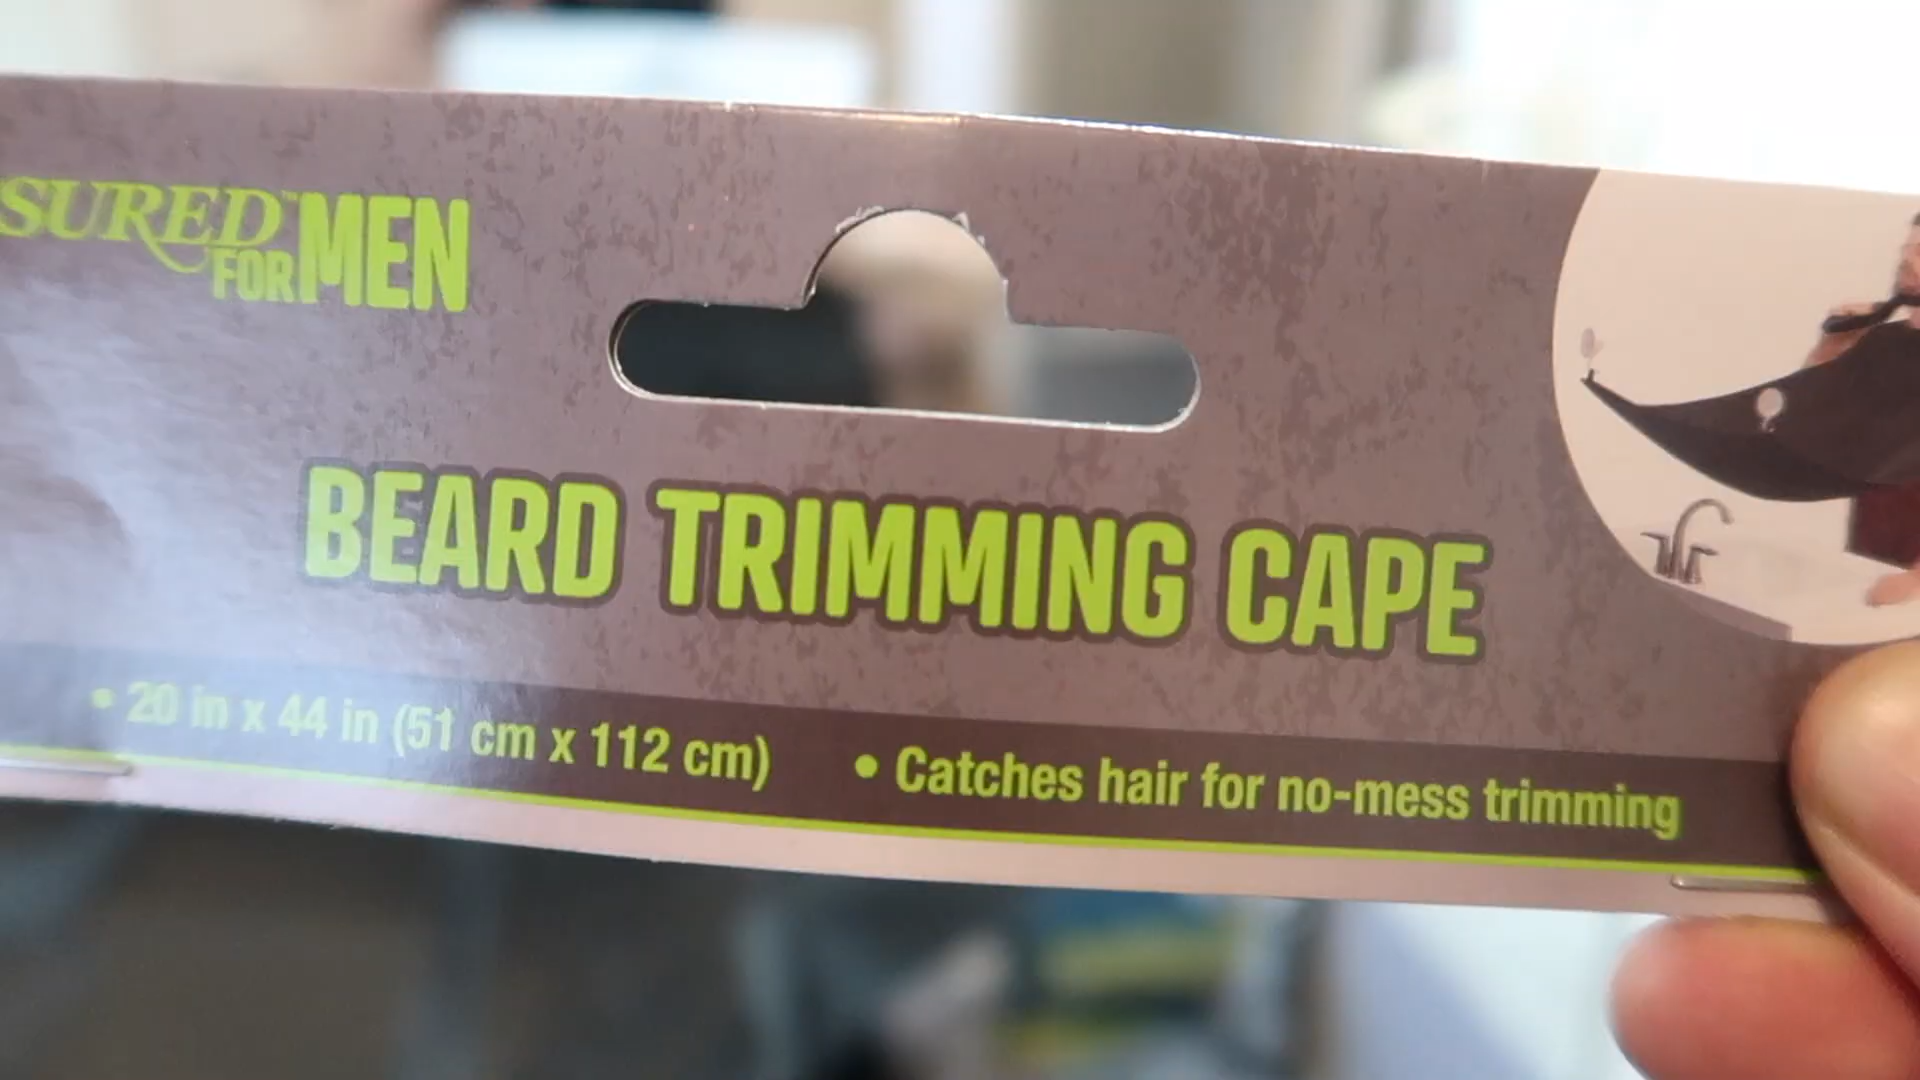 SURED™
FOR MEN
BEARD TRIMMING CAPE
• 20 in x 44 in (51 cm x 112 cm) • Catches hair for no-mess trimming